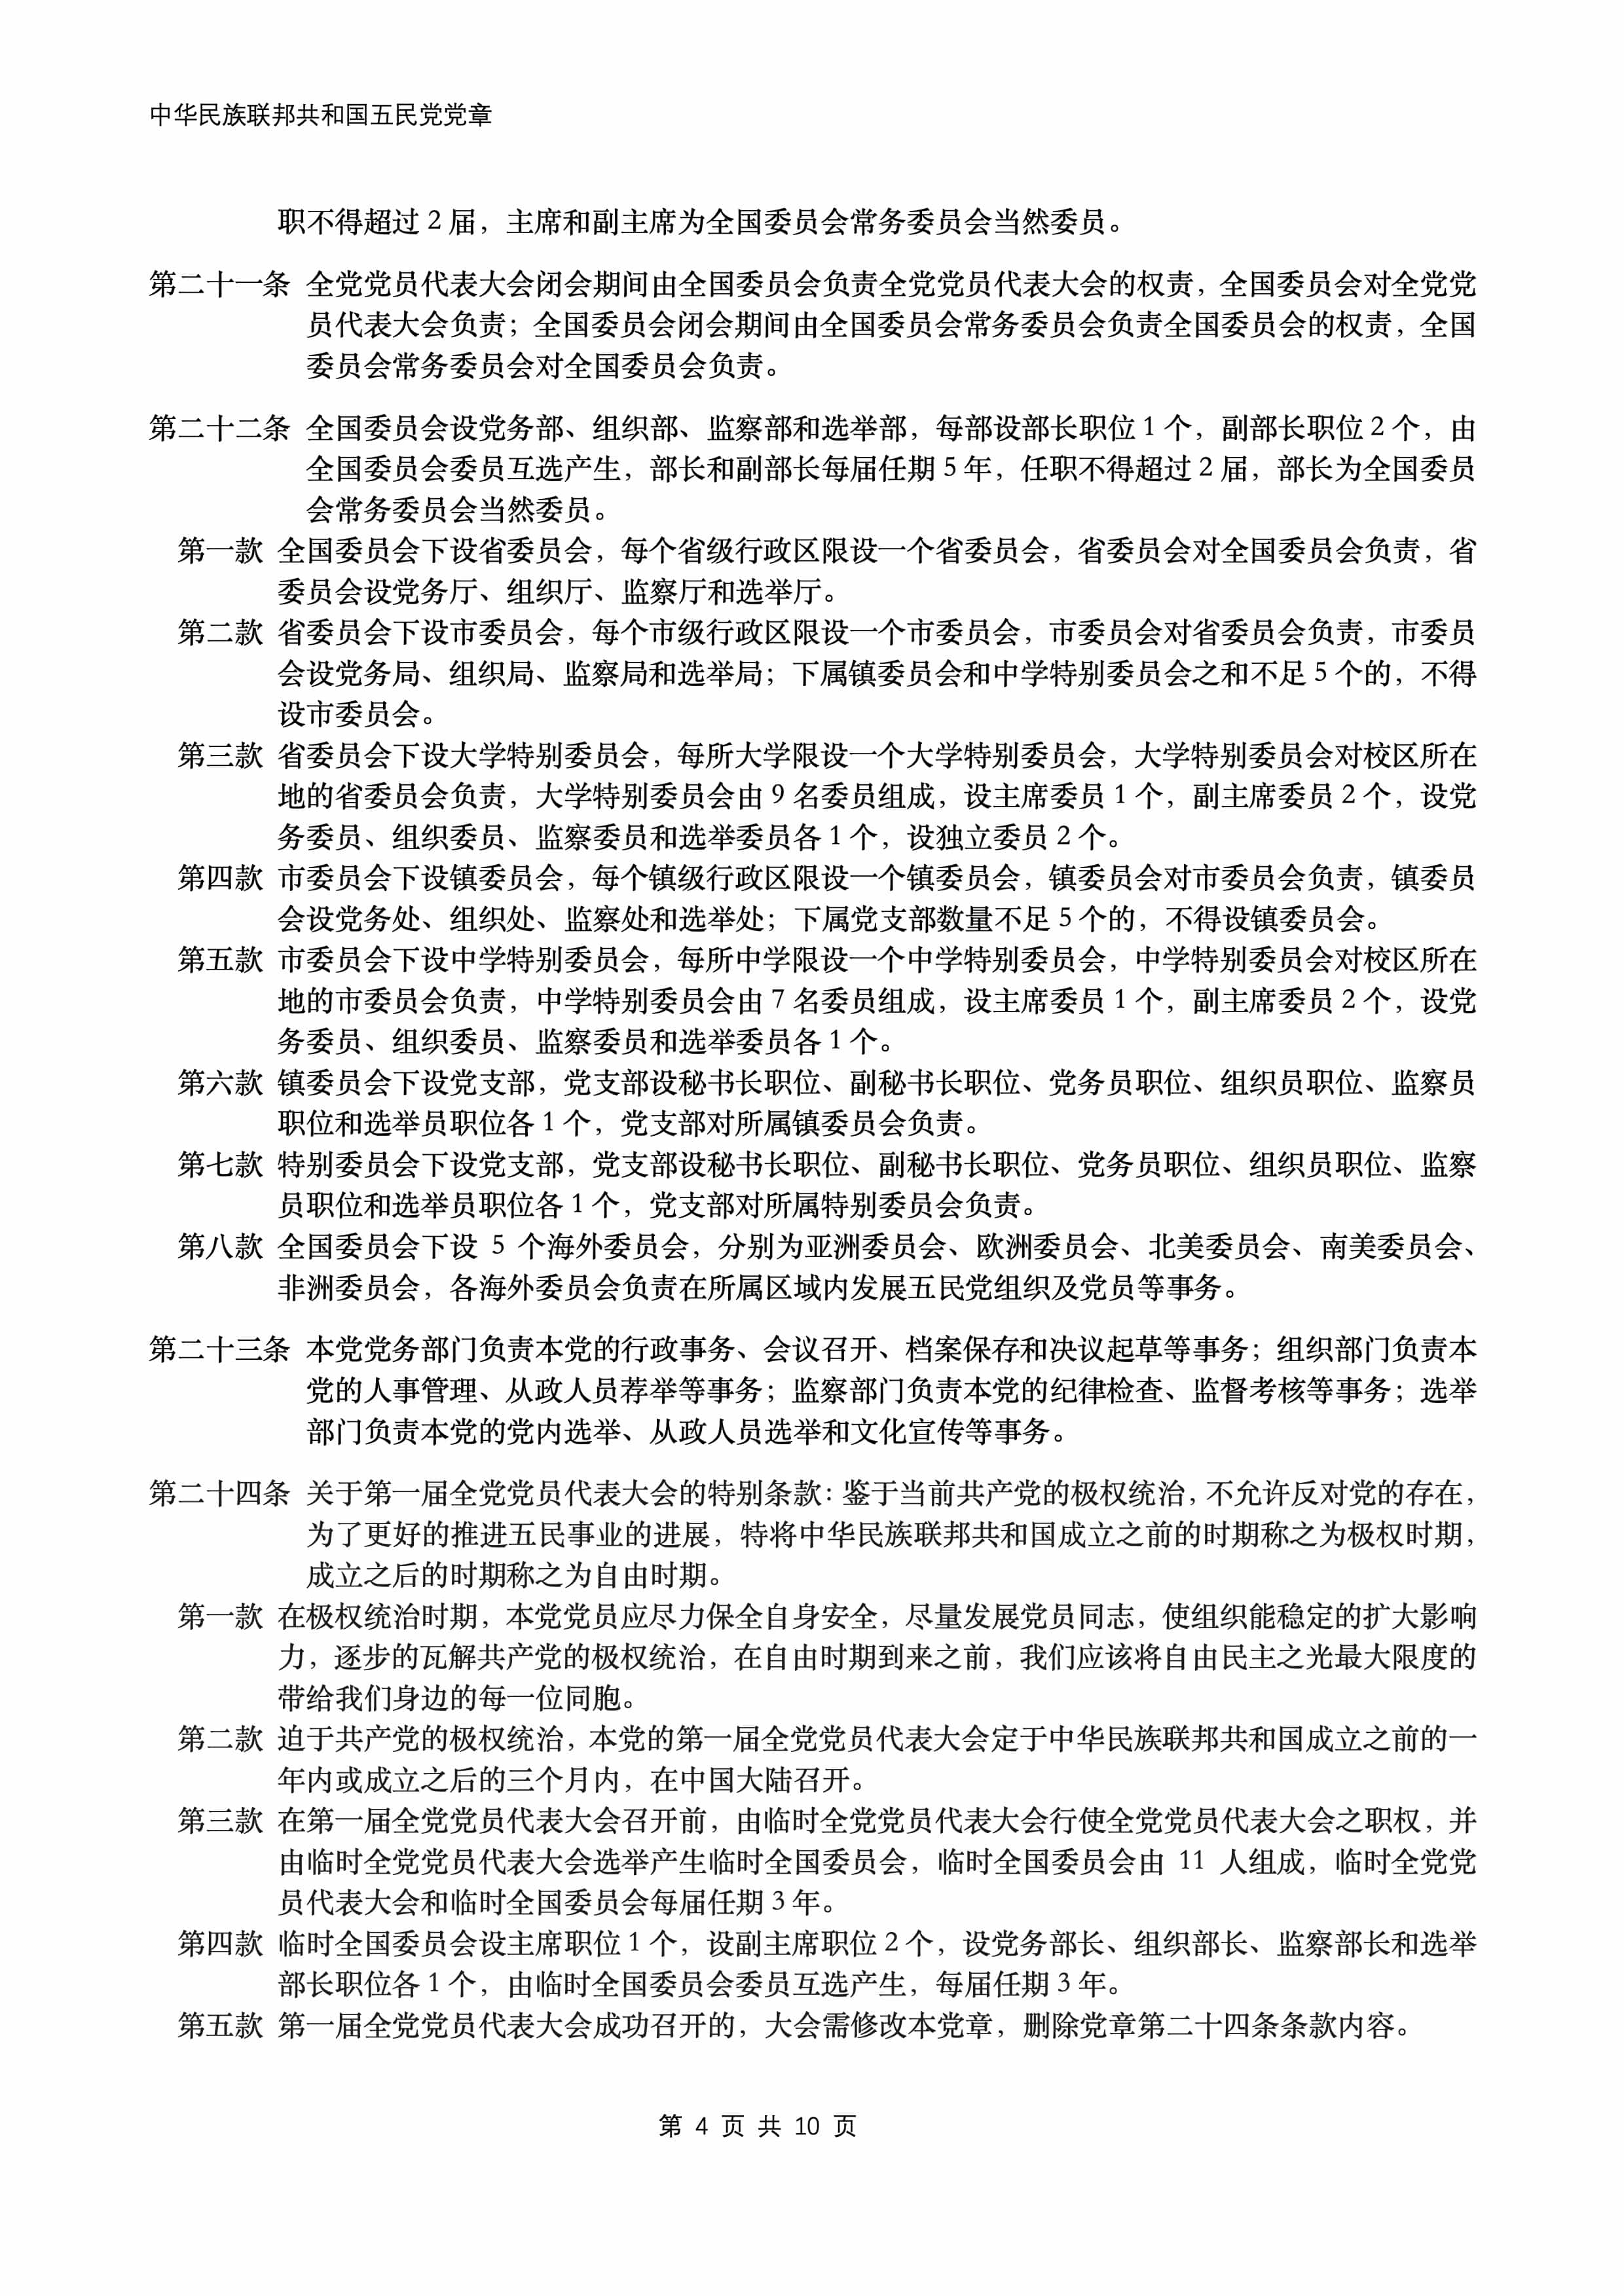 中华民族联邦共和国五民党党章
职不得超过 2 届，主席和副主席为全国委员会常务委员会当然委员。
第二十一条 全党党员代表大会闭会期间由全国委员会负责全党党员代表大会的权责，全国委员会对全党党
员代表大会负责；全国委员会闭会期间由全国委员会常务委员会负责全国委员会的权责，全国
委员会常务委员会对全国委员会负责。
第二十二条 全国委员会设党务部、组织部、监察部和选举部，每部设部长职位 1 个，副部长职位 2 个，由
全国委员会委员互选产生，部长和副部长每届任期 5 年，任职不得超过 2 届，部长为全国委员
会常务委员会当然委员。
第一款 全国委员会下设省委员会，每个省级行政区限设一个省委员会，省委员会对全国委员会负责，省
委员会设党务厅、组织厅、监察厅和选举厅。
第二款 省委员会下设市委员会，每个市级行政区限设一个市委员会，市委员会对省委员会负责，市委员
会设党务局、组织局、监察局和选举局；下属镇委员会和中学特别委员会之和不足 5 个的，不得
设市委员会。
第三款 省委员会下设大学特别委员会，每所大学限设一个大学特别委员会，大学特别委员会对校区所在
地的省委员会负责，大学特别委员会由 9 名委员组成，设主席委员 1 个，副主席委员 2 个，设党
务委员、组织委员、监察委员和选举委员各 1 个，设独立委员 2 个。
第四款 市委员会下设镇委员会，每个镇级行政区限设一个镇委员会，镇委员会对市委员会负责，镇委员
会设党务处、组织处、监察处和选举处；下属党支部数量不足 5 个的，不得设镇委员会。
第五款 市委员会下设中学特别委员会，每所中学限设一个中学特别委员会，中学特别委员会对校区所在
地的市委员会负责，中学特别委员会由 7 名委员组成，设主席委员 1 个，副主席委员 2 个，设党
务委员、组织委员、监察委员和选举委员各 1 个。
第六款 镇委员会下设党支部，党支部设秘书长职位、副秘书长职位、党务员职位、组织员职位、监察员
职位和选举员职位各 1 个，党支部对所属镇委员会负责。
第七款 特别委员会下设党支部，党支部设秘书长职位、副秘书长职位、党务员职位、组织员职位、监察
员职位和选举员职位各 1 个，党支部对所属特别委员会负责。
第八款 全国委员会下设 5 个海外委员会，分别为亚洲委员会、欧洲委员会、北美委员会、南美委员会、
非洲委员会，各海外委员会负责在所属区域内发展五民党组织及党员等事务。
第二十三条 本党党务部门负责本党的行政事务、会议召开、档案保存和决议起草等事务；组织部门负责本
党的人事管理、从政人员荐举等事务；监察部门负责本党的纪律检查、监督考核等事务；选举
部门负责本党的党内选举、从政人员选举和文化宣传等事务。
第二十四条 关于第一届全党党员代表大会的特别条款：鉴于当前共产党的极权统治，不允许反对党的存在，
为了更好的推进五民事业的进展，特将中华民族联邦共和国成立之前的时期称之为极权时期，
成立之后的时期称之为自由时期。
第一款 在极权统治时期，本党党员应尽力保全自身安全，尽量发展党员同志，使组织能稳定的扩大影响
力，逐步的瓦解共产党的极权统治，在自由时期到来之前，我们应该将自由民主之光最大限度的
带给我们身边的每一位同胞。
第二款 迫于共产党的极权统治，本党的第一届全党党员代表大会定于中华民族联邦共和国成立之前的一
年内或成立之后的三个月内，在中国大陆召开。
第三款 在第一届全党党员代表大会召开前，由临时全党党员代表大会行使全党党员代表大会之职权，并
由临时全党党员代表大会选举产生临时全国委员会，临时全国委员会由 11 人组成，临时全党党
员代表大会和临时全国委员会每届任期 3 年。
第四款 临时全国委员会设主席职位 1 个，设副主席职位 2 个，设党务部长、组织部长、监察部长和选举
部长职位各 1 个，由临时全国委员会委员互选产生，每届任期 3 年。
第五款 第一届全党党员代表大会成功召开的，大会需修改本党章，删除党章第二十四条条款内容。
第 4 页 共 10 页